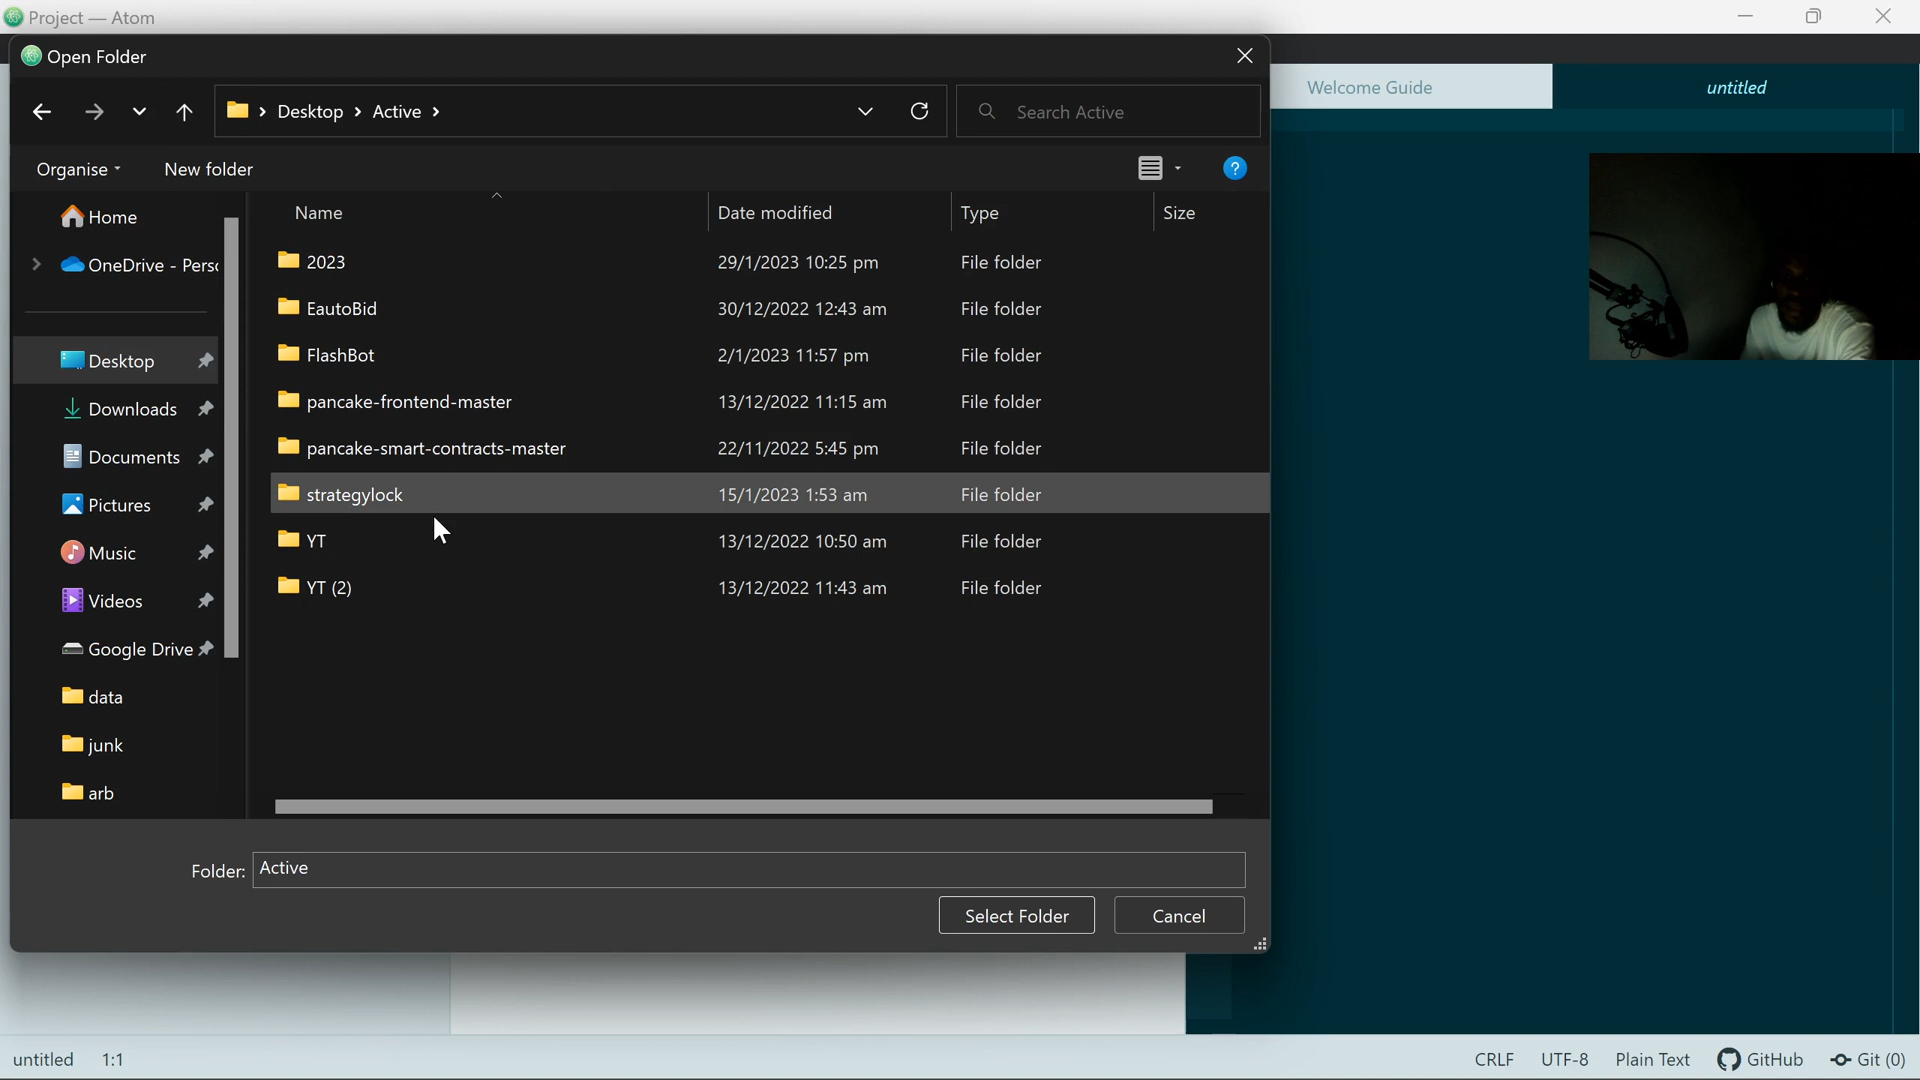 Project — Atom
Open Folder
Desktop > Active >
Search Active
Welcome Guide
untitled
Organise
New folder
?
Name
Date modified
Type
Size
Home
OneDrive - Pers
Desktop
Downloads
Documents
Pictures
Music
Videos
Google Drive
data
junk
arb
2023 29/1/2023 10:25 pm File folder
EautoBid 30/12/2022 12:43 am File folder
FlashBot 2/1/2023 11:57 pm File folder
pancake-frontend-master 13/12/2022 11:15 am File folder
pancake-smart-contracts-master 22/11/2022 5:45 pm File folder
strategylock 15/1/2023 1:53 am File folder
YT 13/12/2022 10:50 am File folder
YT (2) 13/12/2022 11:43 am File folder
Folder: Active
Select Folder
Cancel
untitled 1:1 CRLF UTF-8 Plain Text GitHub Git (0)